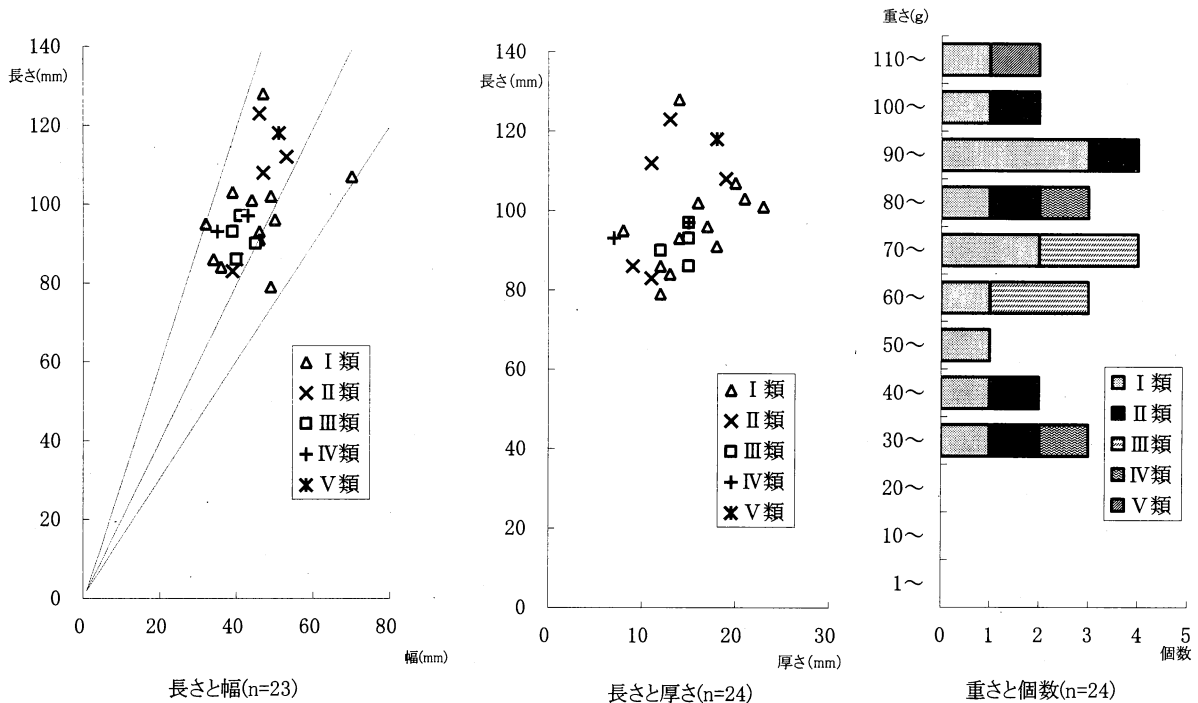 140
長さ(mm)
120
100
80
60
40
20
0
0 20 40 60 80
幅(mm)
Ⅰ類
Ⅱ類
Ⅲ類
Ⅳ類
Ⅴ類
長さと幅(n=23)
140
長さ(mm)
120
100
80
60
40
20
0
0 10 20 30
厚さ(mm)
Ⅰ類
Ⅱ類
Ⅲ類
Ⅳ類
Ⅴ類
長さと厚さ(n=24)
重さ(g)
110～
100～
90～
80～
70～
60～
50～
40～
30～
20～
10～
1～
0 1 2 3 4 5
個数
Ⅰ類
Ⅱ類
Ⅲ類
Ⅳ類
Ⅴ類
重さと個数(n=24)